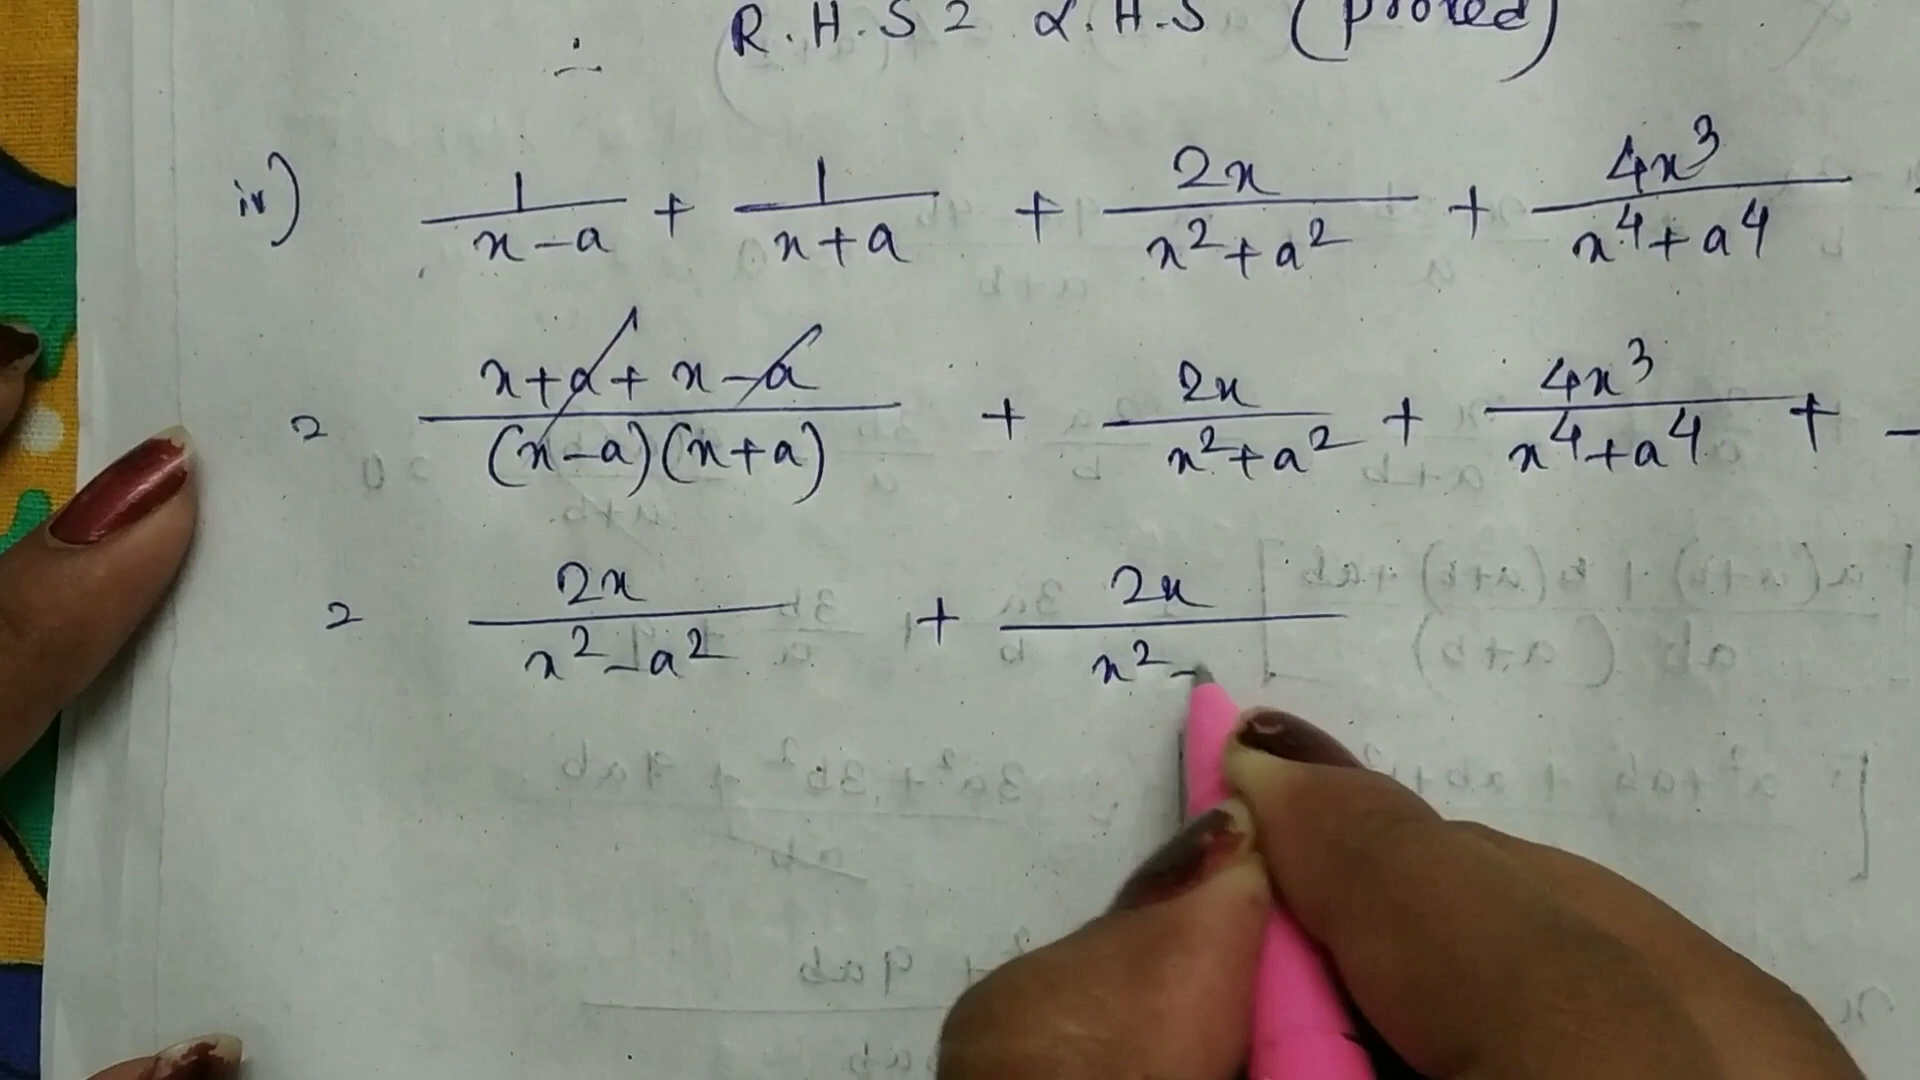 ∴ R.H.S = L.H.S (proved)
iv) 1/(x-a) + 1/(x+a) + 2x/(x²+a²) + 4x³/(x⁴+a⁴)
= (x+a+x-a)/((x-a)(x+a)) + 2x/(x²+a²) + 4x³/(x⁴+a⁴) + -
= 2x/(x²-a²) + 2x/(x² -